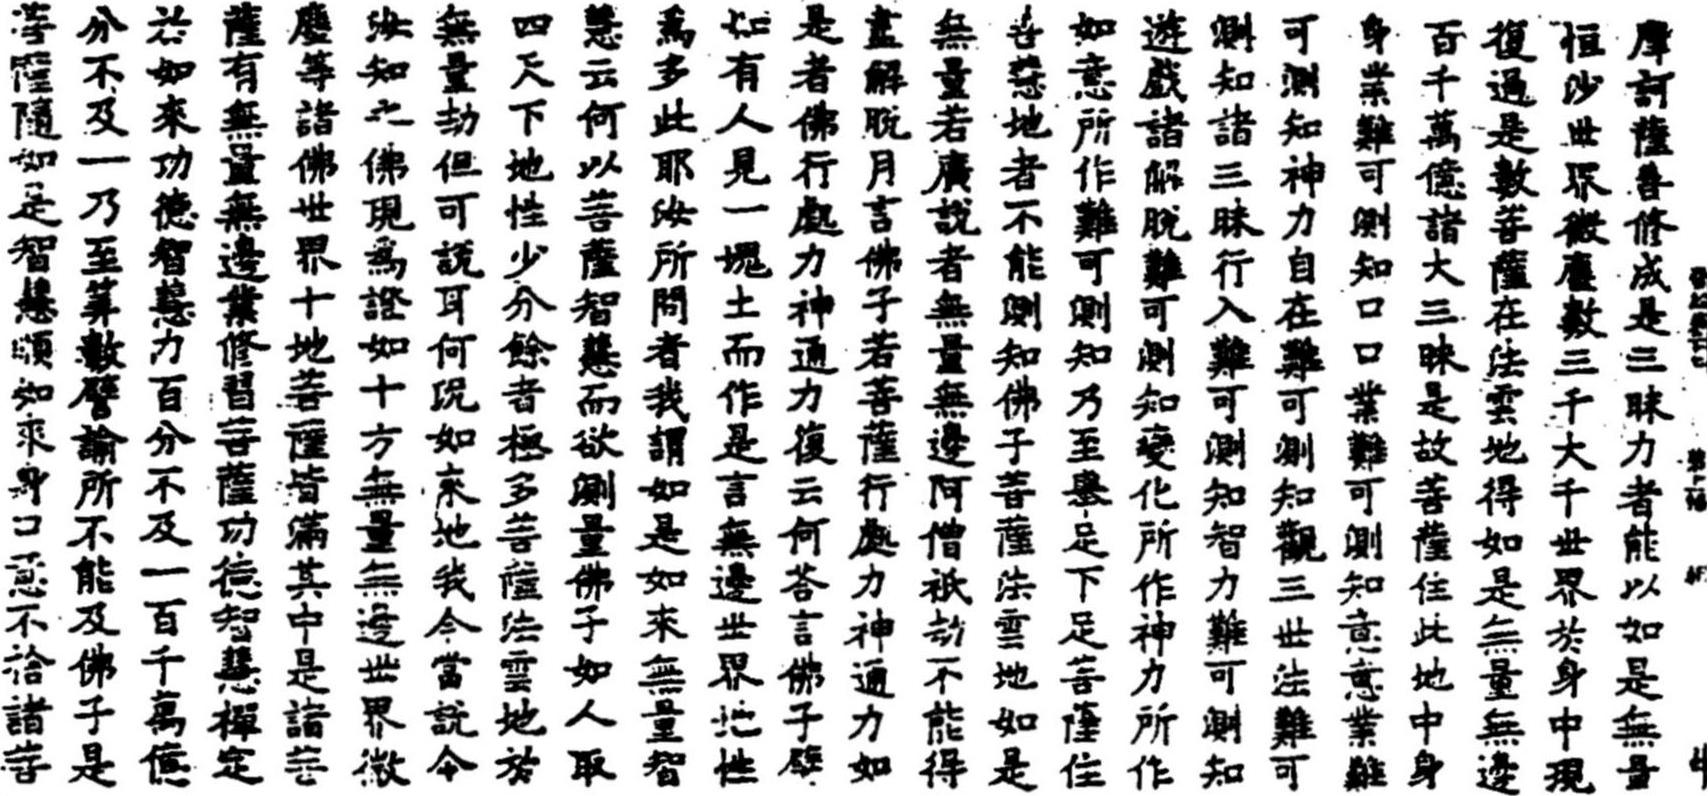 摩訶薩善修成是三昧力者能以如是無量
恒沙世界微塵數三千大千世界於身中現
復過是數菩薩在法雲地得如是無量無邊
百千萬億諸大三昧是故菩薩住此地中身
身業難可測知口口業難可測知意意業難
可測知神力自在難可測知觀三世法難可
測知諸三昧行入難可測知智力難可測知
遊戲諸解脫難可測知變化所作神力所作
如意所作難可測知乃至舉足下足菩薩住
善慧地者不能測知佛子菩薩法雲地如是
無量若廣說者無量無邊阿僧祇劫不能得
盡解脫月言佛子若菩薩行處力神通力如
是者佛行處力神通力復云何答言佛子譬
如有人見一塊土而作是言無邊世界地性
為多此耶汝所問者我謂如是如來無量智
慧云何以菩薩智慧而欲測量佛子如人取
四天下地性少分餘者極多菩薩法雲地於
無量劫但可說耳何況如來地我今當說令
汝知之佛現為證如十方無量無邊世界微
塵等諸佛世界十地菩薩皆滿其中是諸菩
薩有無量無邊業修習菩薩功德智慧禪定
於如來功德智慧力百分不及一百千萬億
分不及一乃至筭數譬諭所不能及佛子是
菩薩隨如是智慧順如來身口意不捨諸菩